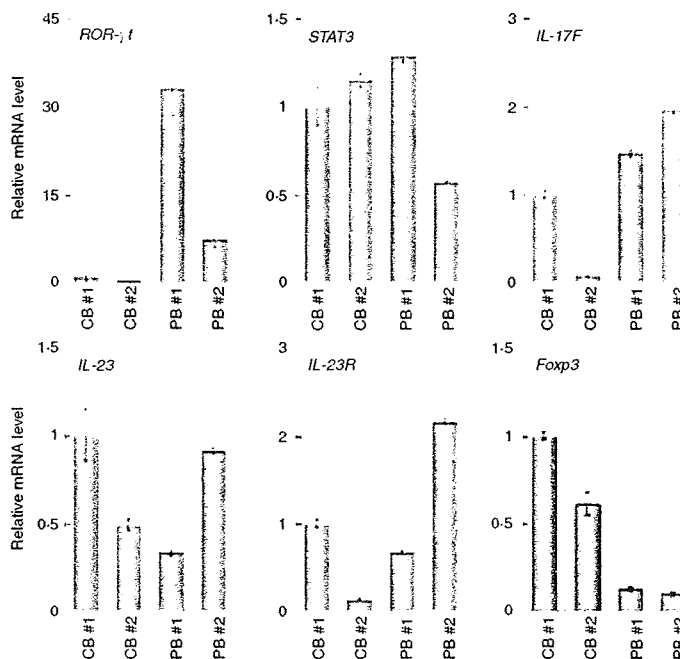 45
ROR-γ t
30
15
0
Relative mRNA level
CB #1
CB #2
PB #1
PB #2
1·5
STAT3
1
0·5
0
CB #1
CB #2
PB #1
PB #2
3
IL-17F
2
1
0
CB #1
CB #2
PB #1
PB #2
1·5
IL-23
1
0·5
0
Relative mRNA level
CB #1
CB #2
PB #1
PB #2
3
IL-23R
2
1
0
CB #1
CB #2
PB #1
PB #2
1·5
Foxp3
1
0·5
0
CB #1
CB #2
PB #1
PB #2